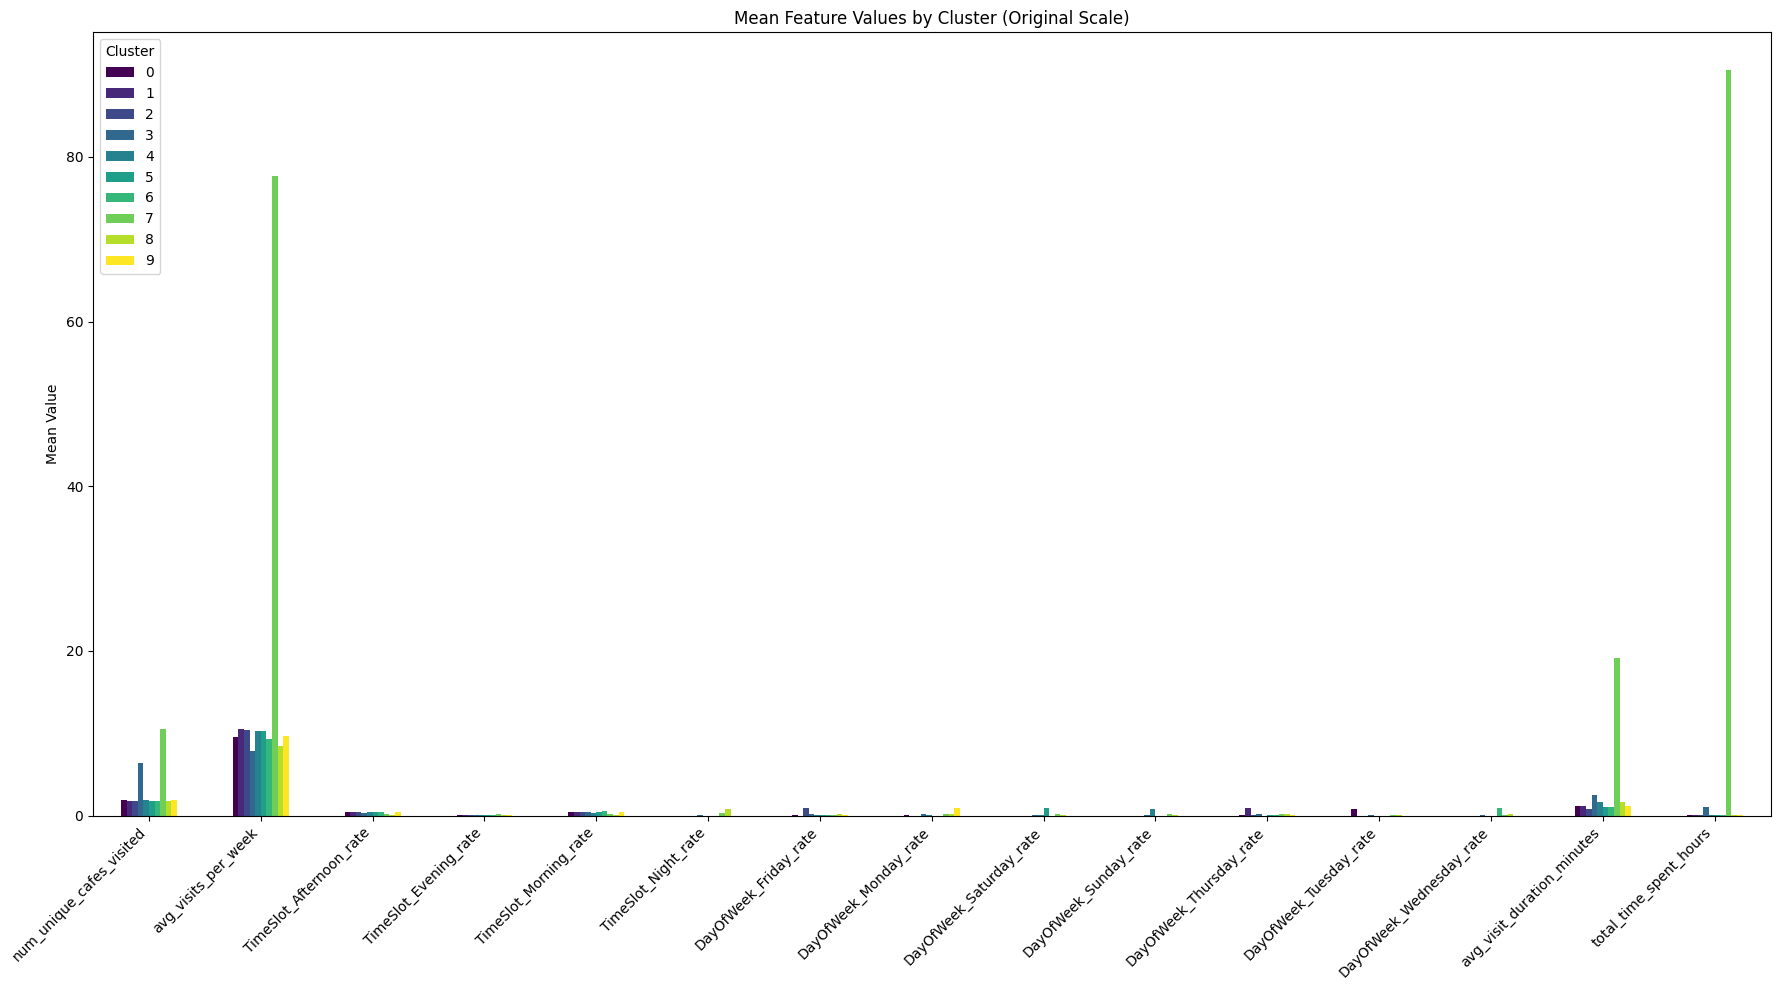 Mean Feature Values by Cluster (Original Scale)
Cluster
0
1
2
3
4
5
6
7
8
9
Mean Value
80
60
40
20
0
num_unique_cafes_visited
avg_visits_per_week
TimeSlot_Afternoon_rate
TimeSlot_Evening_rate
TimeSlot_Morning_rate
TimeSlot_Night_rate
DayOfWeek_Friday_rate
DayOfWeek_Monday_rate
DayOfWeek_Saturday_rate
DayOfWeek_Sunday_rate
DayOfWeek_Thursday_rate
DayOfWeek_Tuesday_rate
DayOfWeek_Wednesday_rate
avg_visit_duration_minutes
total_time_spent_hours